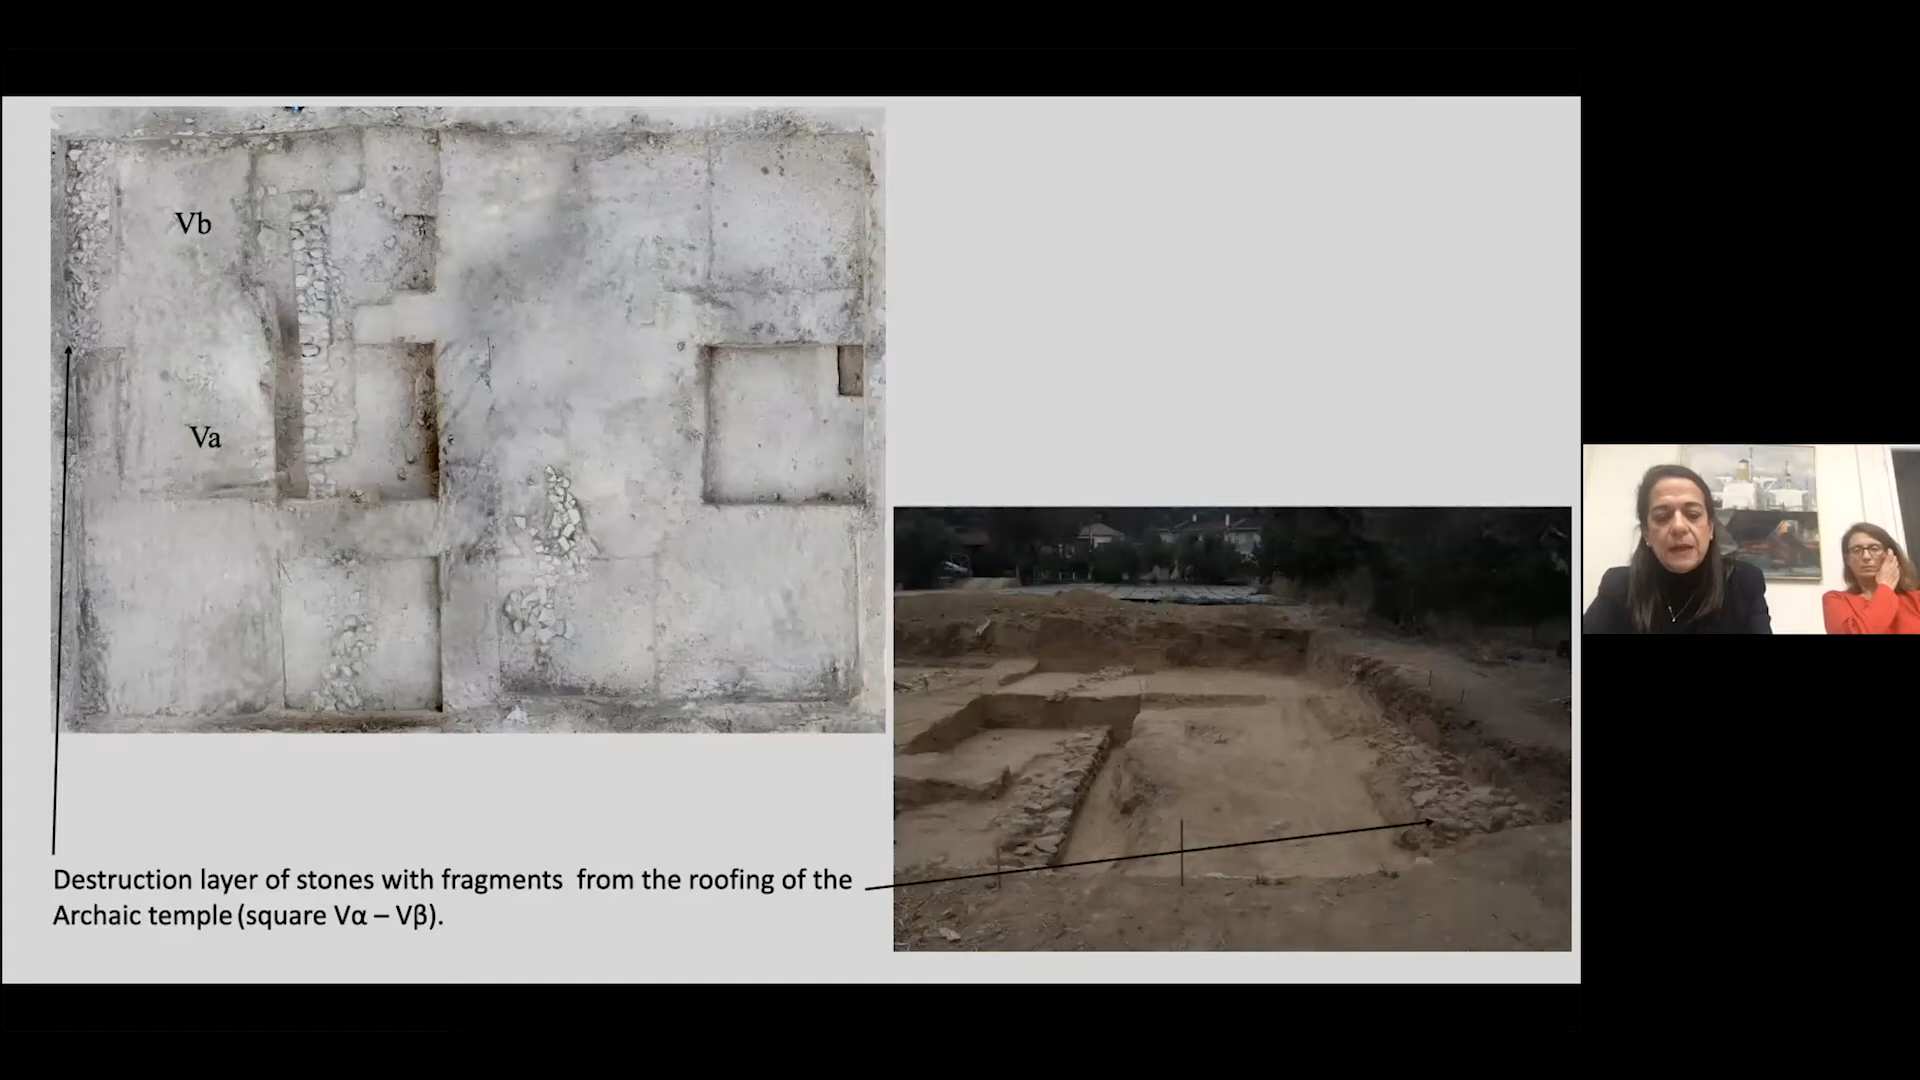 Vb
Va
Destruction layer of stones with fragments from the roofing of the
Archaic temple (square Vα – Vβ).